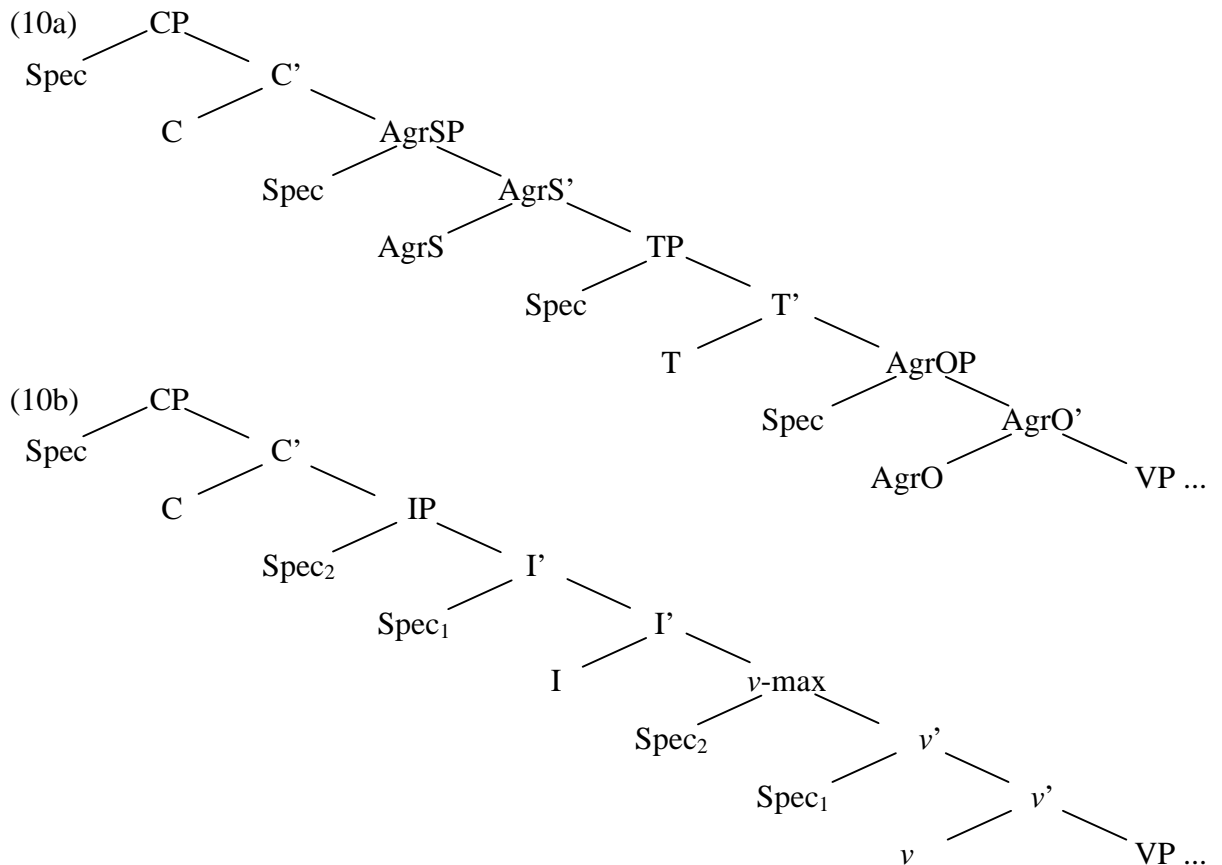 (10a) CP
Spec C’
C AgrSP
Spec AgrS’
AgrS TP
Spec T’
T AgrOP
(10b) CP Spec AgrO’
Spec C’ AgrO VP ...
C IP
Spec₂ I’
Spec₁ I’
I v-max
Spec₂ v’
Spec₁ v’
v VP ...